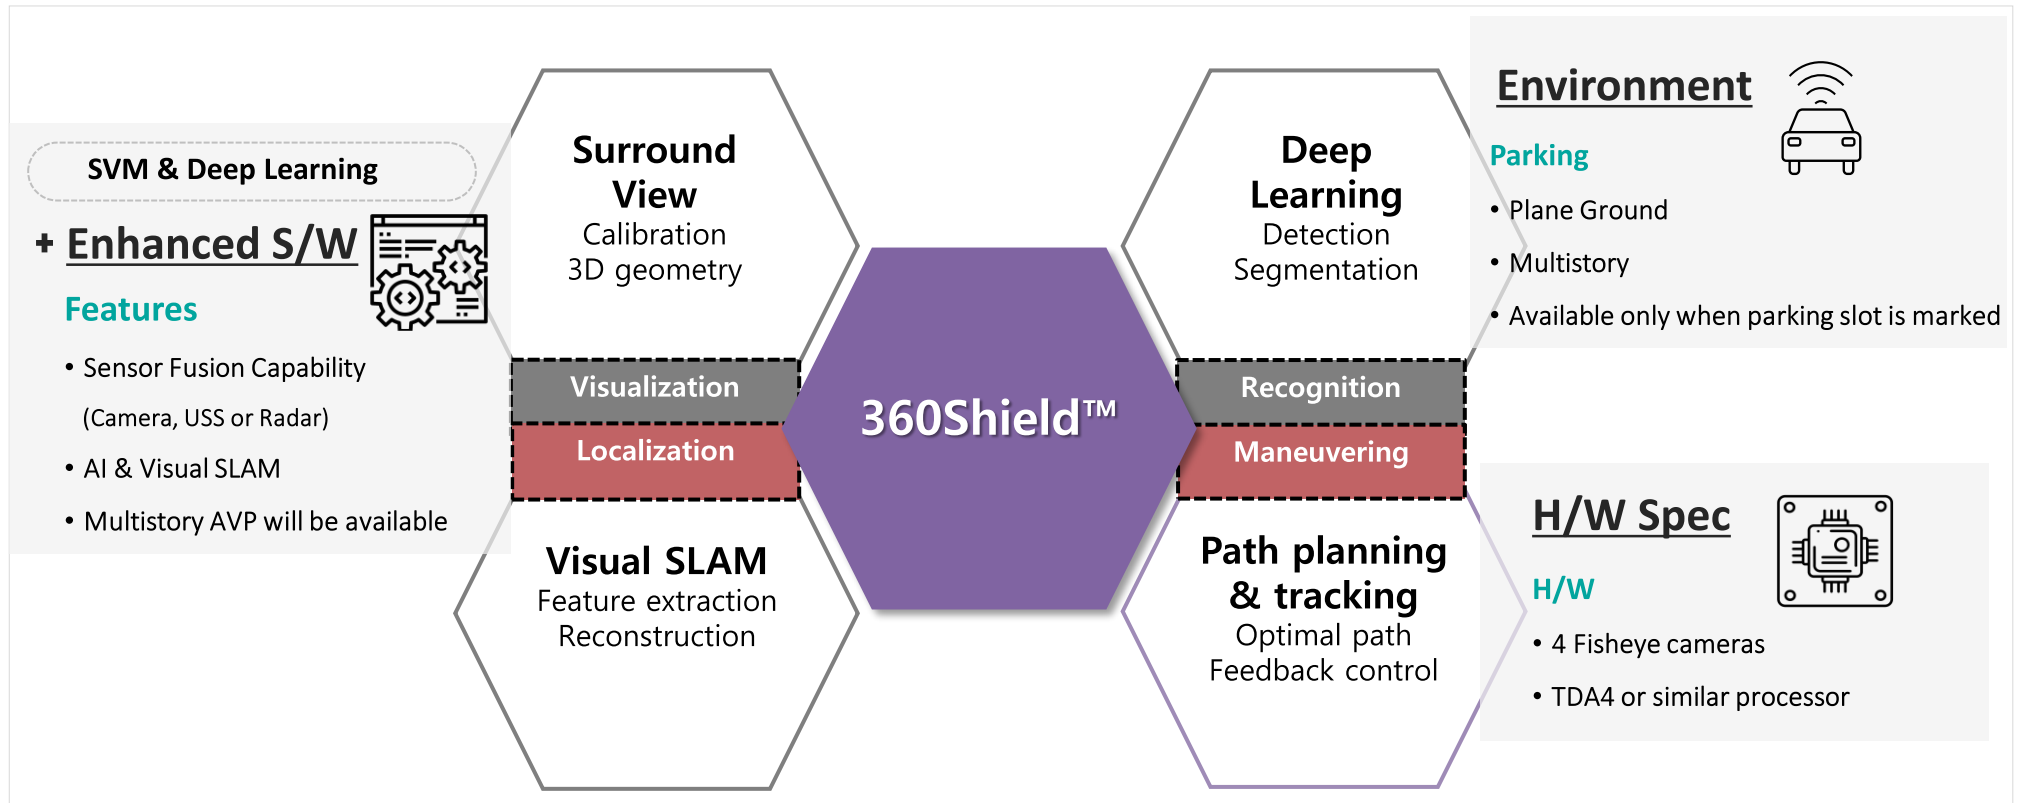 SVM & Deep Learning
+ Enhanced S/W
Features
• Sensor Fusion Capability
(Camera, USS or Radar)
• AI & Visual SLAM
• Multistory AVP will be available
Surround
View
Calibration
3D geometry
Visualization
Localization
Visual SLAM
Feature extraction
Reconstruction
360Shield™
Deep
Learning
Detection
Segmentation
Recognition
Maneuvering
Path planning
& tracking
Optimal path
Feedback control
Environment
Parking
• Plane Ground
• Multistory
• Available only when parking slot is marked
H/W Spec
H/W
• 4 Fisheye cameras
• TDA4 or similar processor